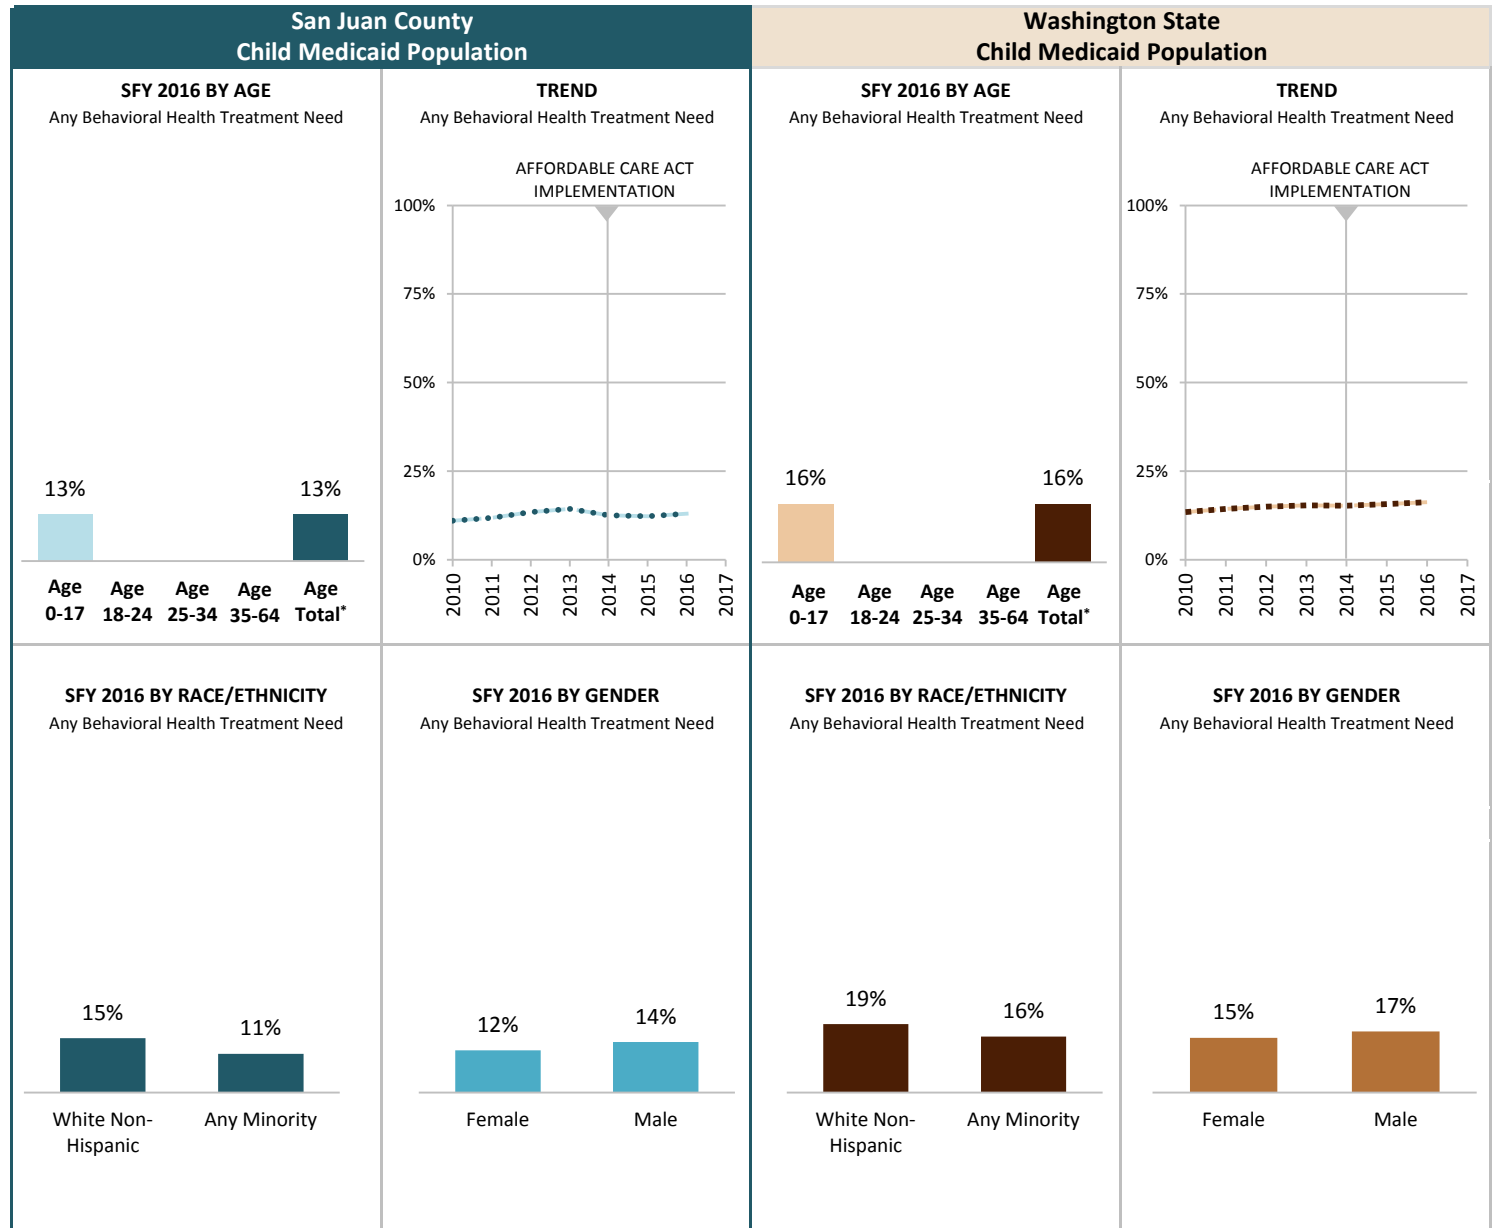 San Juan County
Child Medicaid Population
Washington State
Child Medicaid Population
SFY 2016 BY AGE
Any Behavioral Health Treatment Need
13%
13%
Age
0-17
Age
18-24
Age
25-34
Age
35-64
Age
Total*
TREND
Any Behavioral Health Treatment Need
AFFORDABLE CARE ACT
IMPLEMENTATION
100%
75%
50%
25%
0%
2010
2011
2012
2013
2014
2015
2016
2017
SFY 2016 BY AGE
Any Behavioral Health Treatment Need
16%
16%
Age
0-17
Age
18-24
Age
25-34
Age
35-64
Age
Total*
TREND
Any Behavioral Health Treatment Need
AFFORDABLE CARE ACT
IMPLEMENTATION
100%
75%
50%
25%
0%
2010
2011
2012
2013
2014
2015
2016
2017
SFY 2016 BY RACE/ETHNICITY
Any Behavioral Health Treatment Need
15%
11%
White Non-
Hispanic
Any Minority
SFY 2016 BY GENDER
Any Behavioral Health Treatment Need
12%
14%
Female
Male
SFY 2016 BY RACE/ETHNICITY
Any Behavioral Health Treatment Need
19%
16%
White Non-
Hispanic
Any Minority
SFY 2016 BY GENDER
Any Behavioral Health Treatment Need
15%
17%
Female
Male